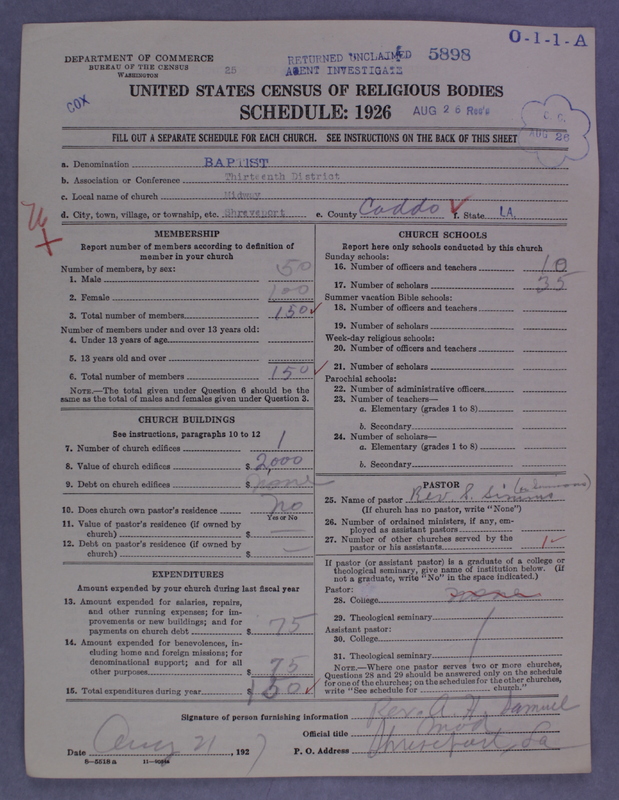 O-1-1-A
DEPARTMENT OF COMMERCE
BUREAU OF THE CENSUS
WASHINGTON
25
RETURNED UNCLAIMED 5898
AGENT INVESTIGATE
UNITED STATES CENSUS OF RELIGIOUS BODIES
COX
SCHEDULE: 1926
AUG 26 Rec'd
C. C.
AUG 26
FILL OUT A SEPARATE SCHEDULE FOR EACH CHURCH. SEE INSTRUCTIONS ON THE BACK OF THIS SHEET
a. Denomination BAPTIST
b. Association or Conference Thirteenth District
c. Local name of church Midway
d. City, town, village, or township, etc. Shreveport e. County Caddo f. State LA.
MEMBERSHIP
Report number of members according to definition of
member in your church
Number of members, by sex:
1. Male 50
2. Female 100
3. Total number of members 150
Number of members under and over 13 years old:
4. Under 13 years of age
5. 13 years old and over
6. Total number of members 150
NOTE.—The total given under Question 6 should be the
same as the total of males and females given under Question 3.
CHURCH BUILDINGS
See instructions, paragraphs 10 to 12
7. Number of church edifices 1
8. Value of church edifices $ 2,000
9. Debt on church edifices $ none
10. Does church own pastor's residence no
Yes or No
11. Value of pastor's residence (if owned by
church) $ —
12. Debt on pastor's residence (if owned by
church) $ —
EXPENDITURES
Amount expended by your church during last fiscal year
13. Amount expended for salaries, repairs,
and other running expenses; for im-
provements or new buildings; and for
payments on church debt $ 75
14. Amount expended for benevolences, in-
cluding home and foreign missions; for
denominational support; and for all
other purposes $ 75
15. Total expenditures during year $ 150
CHURCH SCHOOLS
Report here only schools conducted by this church
Sunday schools:
16. Number of officers and teachers 10
17. Number of scholars 35
Summer vacation Bible schools:
18. Number of officers and teachers
19. Number of scholars
Week-day religious schools:
20. Number of officers and teachers
21. Number of scholars
Parochial schools:
22. Number of administrative officers
23. Number of teachers—
a. Elementary (grades 1 to 8)
b. Secondary
24. Number of scholars—
a. Elementary (grades 1 to 8)
b. Secondary
PASTOR
25. Name of pastor Rev. S. Simms (or Simmons)
(If church has no pastor, write "None")
26. Number of ordained ministers, if any, em-
ployed as assistant pastors
27. Number of other churches served by the
pastor or his assistants 1
If pastor (or assistant pastor) is a graduate of a college or
theological seminary, give name of institution below. (If
not a graduate, write "No" in the space indicated.)
Pastor:
28. College none
29. Theological seminary
Assistant pastor:
30. College
31. Theological seminary
NOTE.—Where one pastor serves two or more churches,
Questions 28 and 29 should be answered only on the schedule
for one of the churches; on the schedules for the other churches,
write "See schedule for church."
Signature of person furnishing information Rev. A. H. Samuel
Official title Mod
Date Aug 21, 1927 P. O. Address Shreveport, La
8-5518a